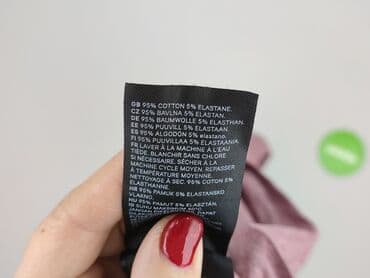 GB 95% COTTON 5% ELASTANE.
CZ 95% BAVLNA 5% ELASTAN.
DE 95% BAUMWOLLE 5% ELASTHAN.
EE 95% PUUVILL 5% ELASTAAN.
ES 95% ALGODÓN 5% elastano.
FI 95% PUUVILLAA 5% ELASTAANIA.
FR LAVER À LA MACHINE À L'EAU
TIÈDE. BLANCHIR SANS CHLORE
SI NÉCESSAIRE. SÉCHER À LA
MACHINE CYCLE MOYEN. REPASSER
À TEMPÉRATURE MOYENNE.
NETTOYAGE À SEC. 95% COTON 5%
ÉLASTHANNE.
HR 95% PAMUK 5% ELASTANSKO
VLAKNO.
HU 95% PAMUT 5% ELASZTÁN.